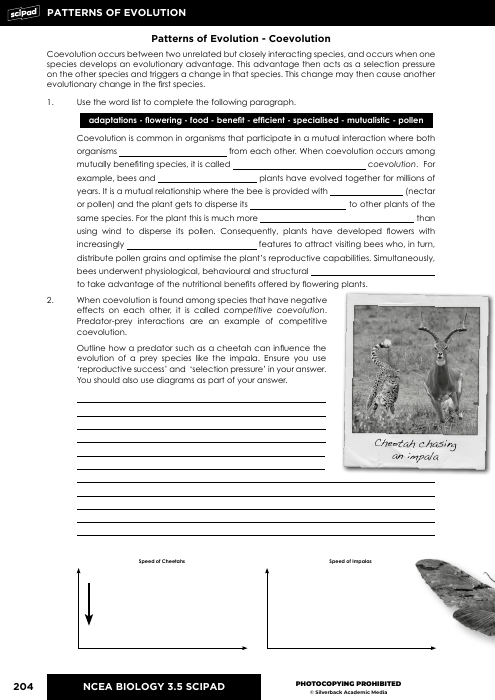 scipad PATTERNS OF EVOLUTION
Patterns of Evolution - Coevolution
Coevolution occurs between two unrelated but closely interacting species, and occurs when one
species develops an evolutionary advantage. This advantage then acts as a selection pressure
on the other species and triggers a change in that species. This change may then cause another
evolutionary change in the first species.
1. Use the word list to complete the following paragraph.
adaptations - flowering - food - benefit - efficient - specialised - mutualistic - pollen
Coevolution is common in organisms that participate in a mutual interaction where both
organisms from each other. When coevolution occurs among
mutually benefiting species, it is called coevolution. For
example, bees and plants have evolved together for millions of
years. It is a mutual relationship where the bee is provided with (nectar
or pollen) and the plant gets to disperse its to other plants of the
same species. For the plant this is much more than
using wind to disperse its pollen. Consequently, plants have developed flowers with
increasingly features to attract visiting bees who, in turn,
distribute pollen grains and optimise the plant's reproductive capabilities. Simultaneously,
bees underwent physiological, behavioural and structural
to take advantage of the nutritional benefits offered by flowering plants.
2. When coevolution is found among species that have negative
effects on each other, it is called competitive coevolution.
Predator-prey interactions are an example of competitive
coevolution.
Outline how a predator such as a cheetah can influence the
evolution of a prey species like the impala. Ensure you use
'reproductive success' and 'selection pressure' in your answer.
You should also use diagrams as part of your answer.
Cheetah chasing
an impala
Speed of Cheetahs
Speed of Impalas
204 NCEA BIOLOGY 3.5 SCIPAD
PHOTOCOPYING PROHIBITED
© Silverback Academic Media